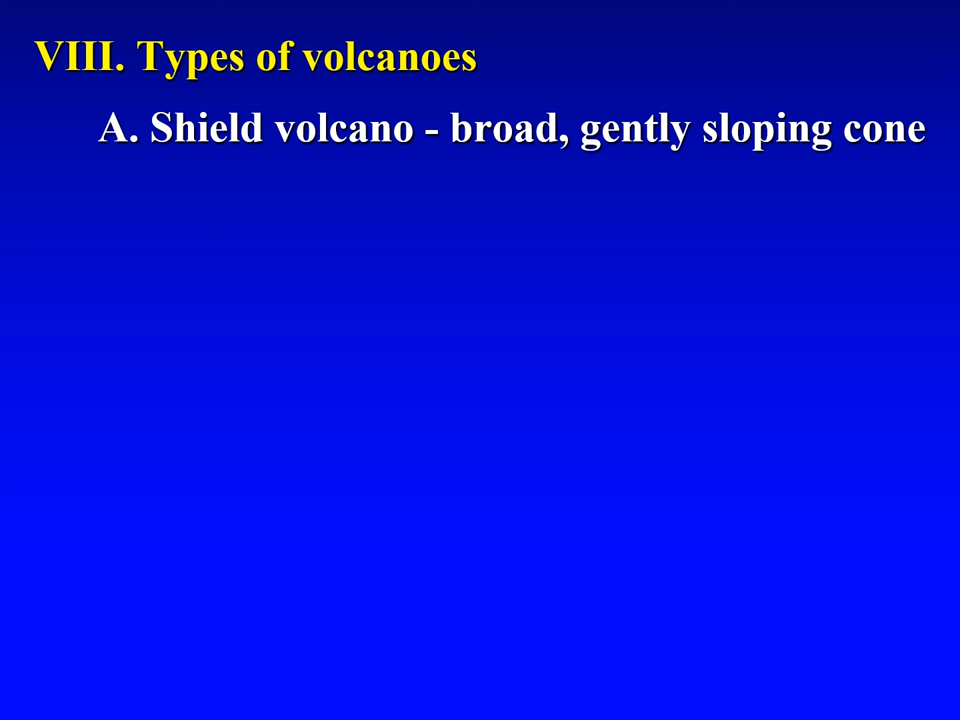 VIII. Types of volcanoes
A. Shield volcano - broad, gently sloping cone